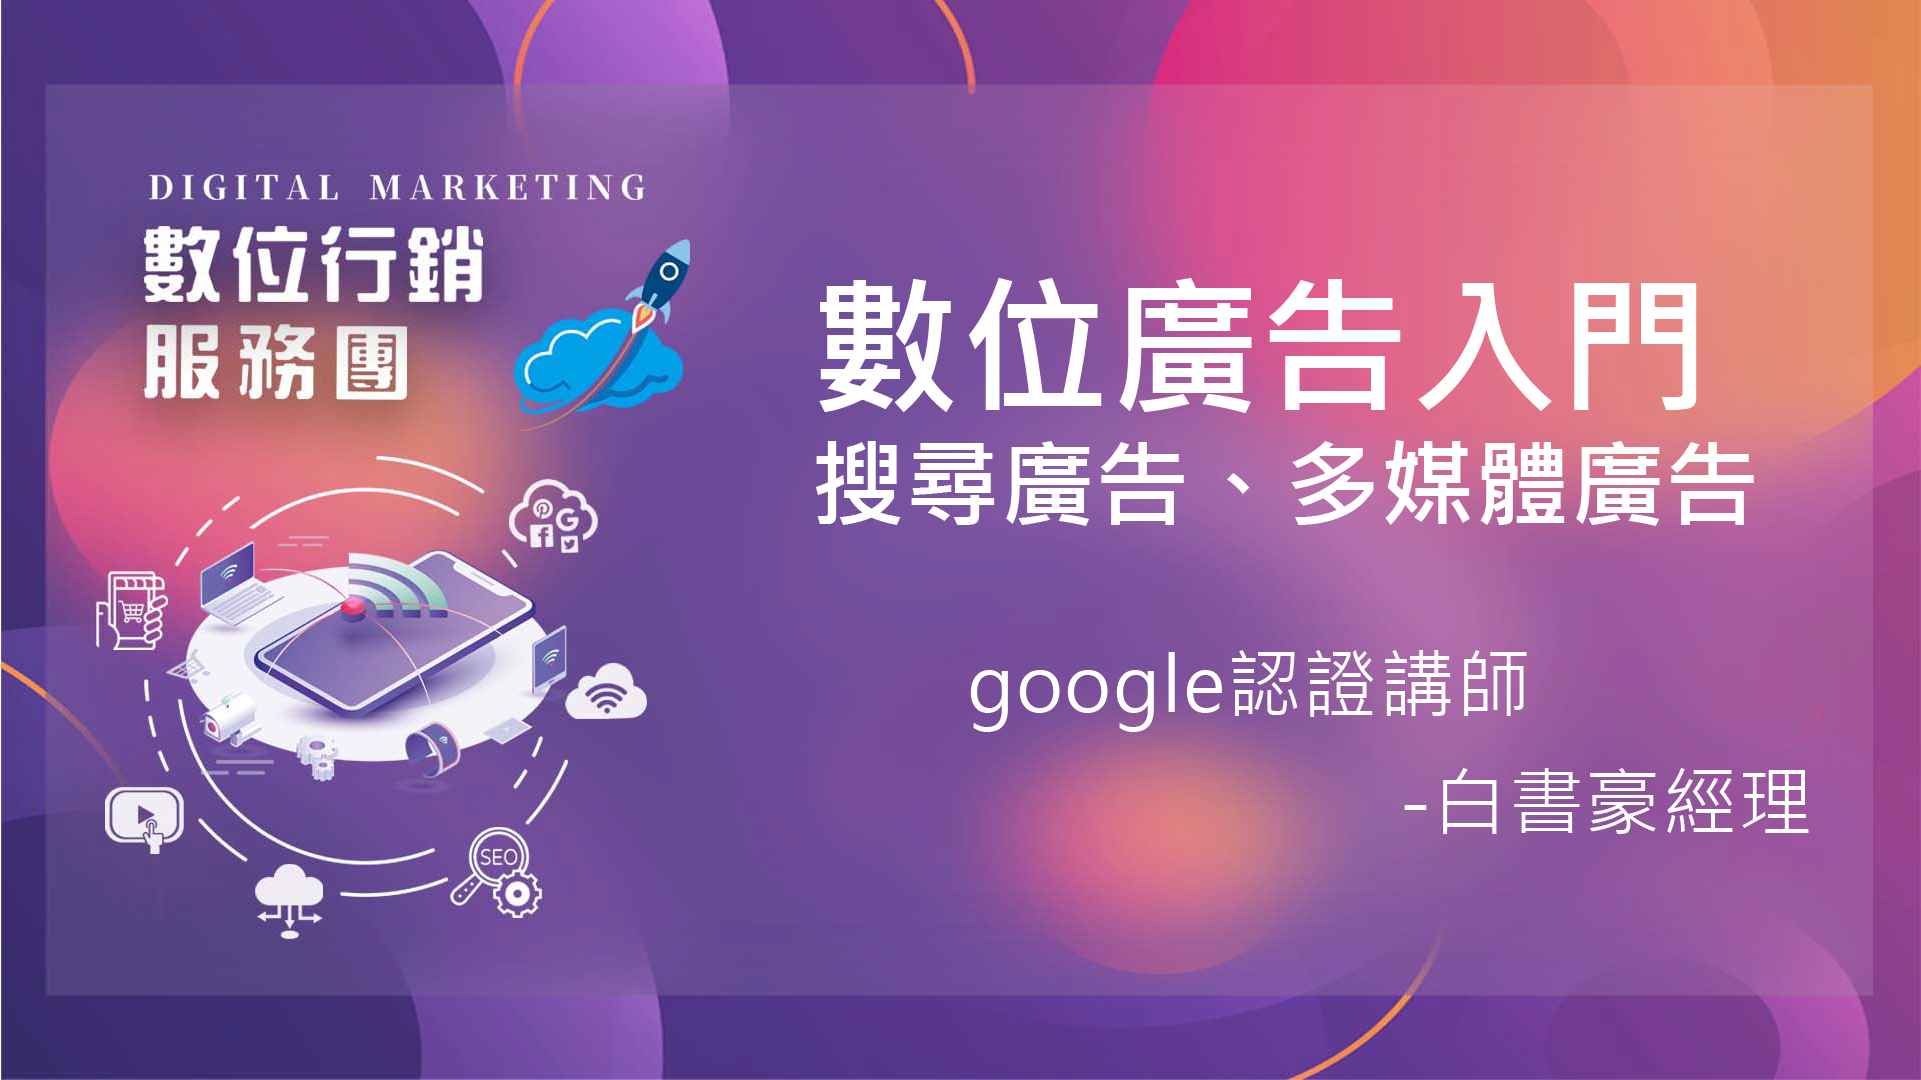 DIGITAL MARKETING
數位行銷
服務團
數位廣告入門
搜尋廣告、多媒體廣告
google認證講師
-白書豪經理
SEO